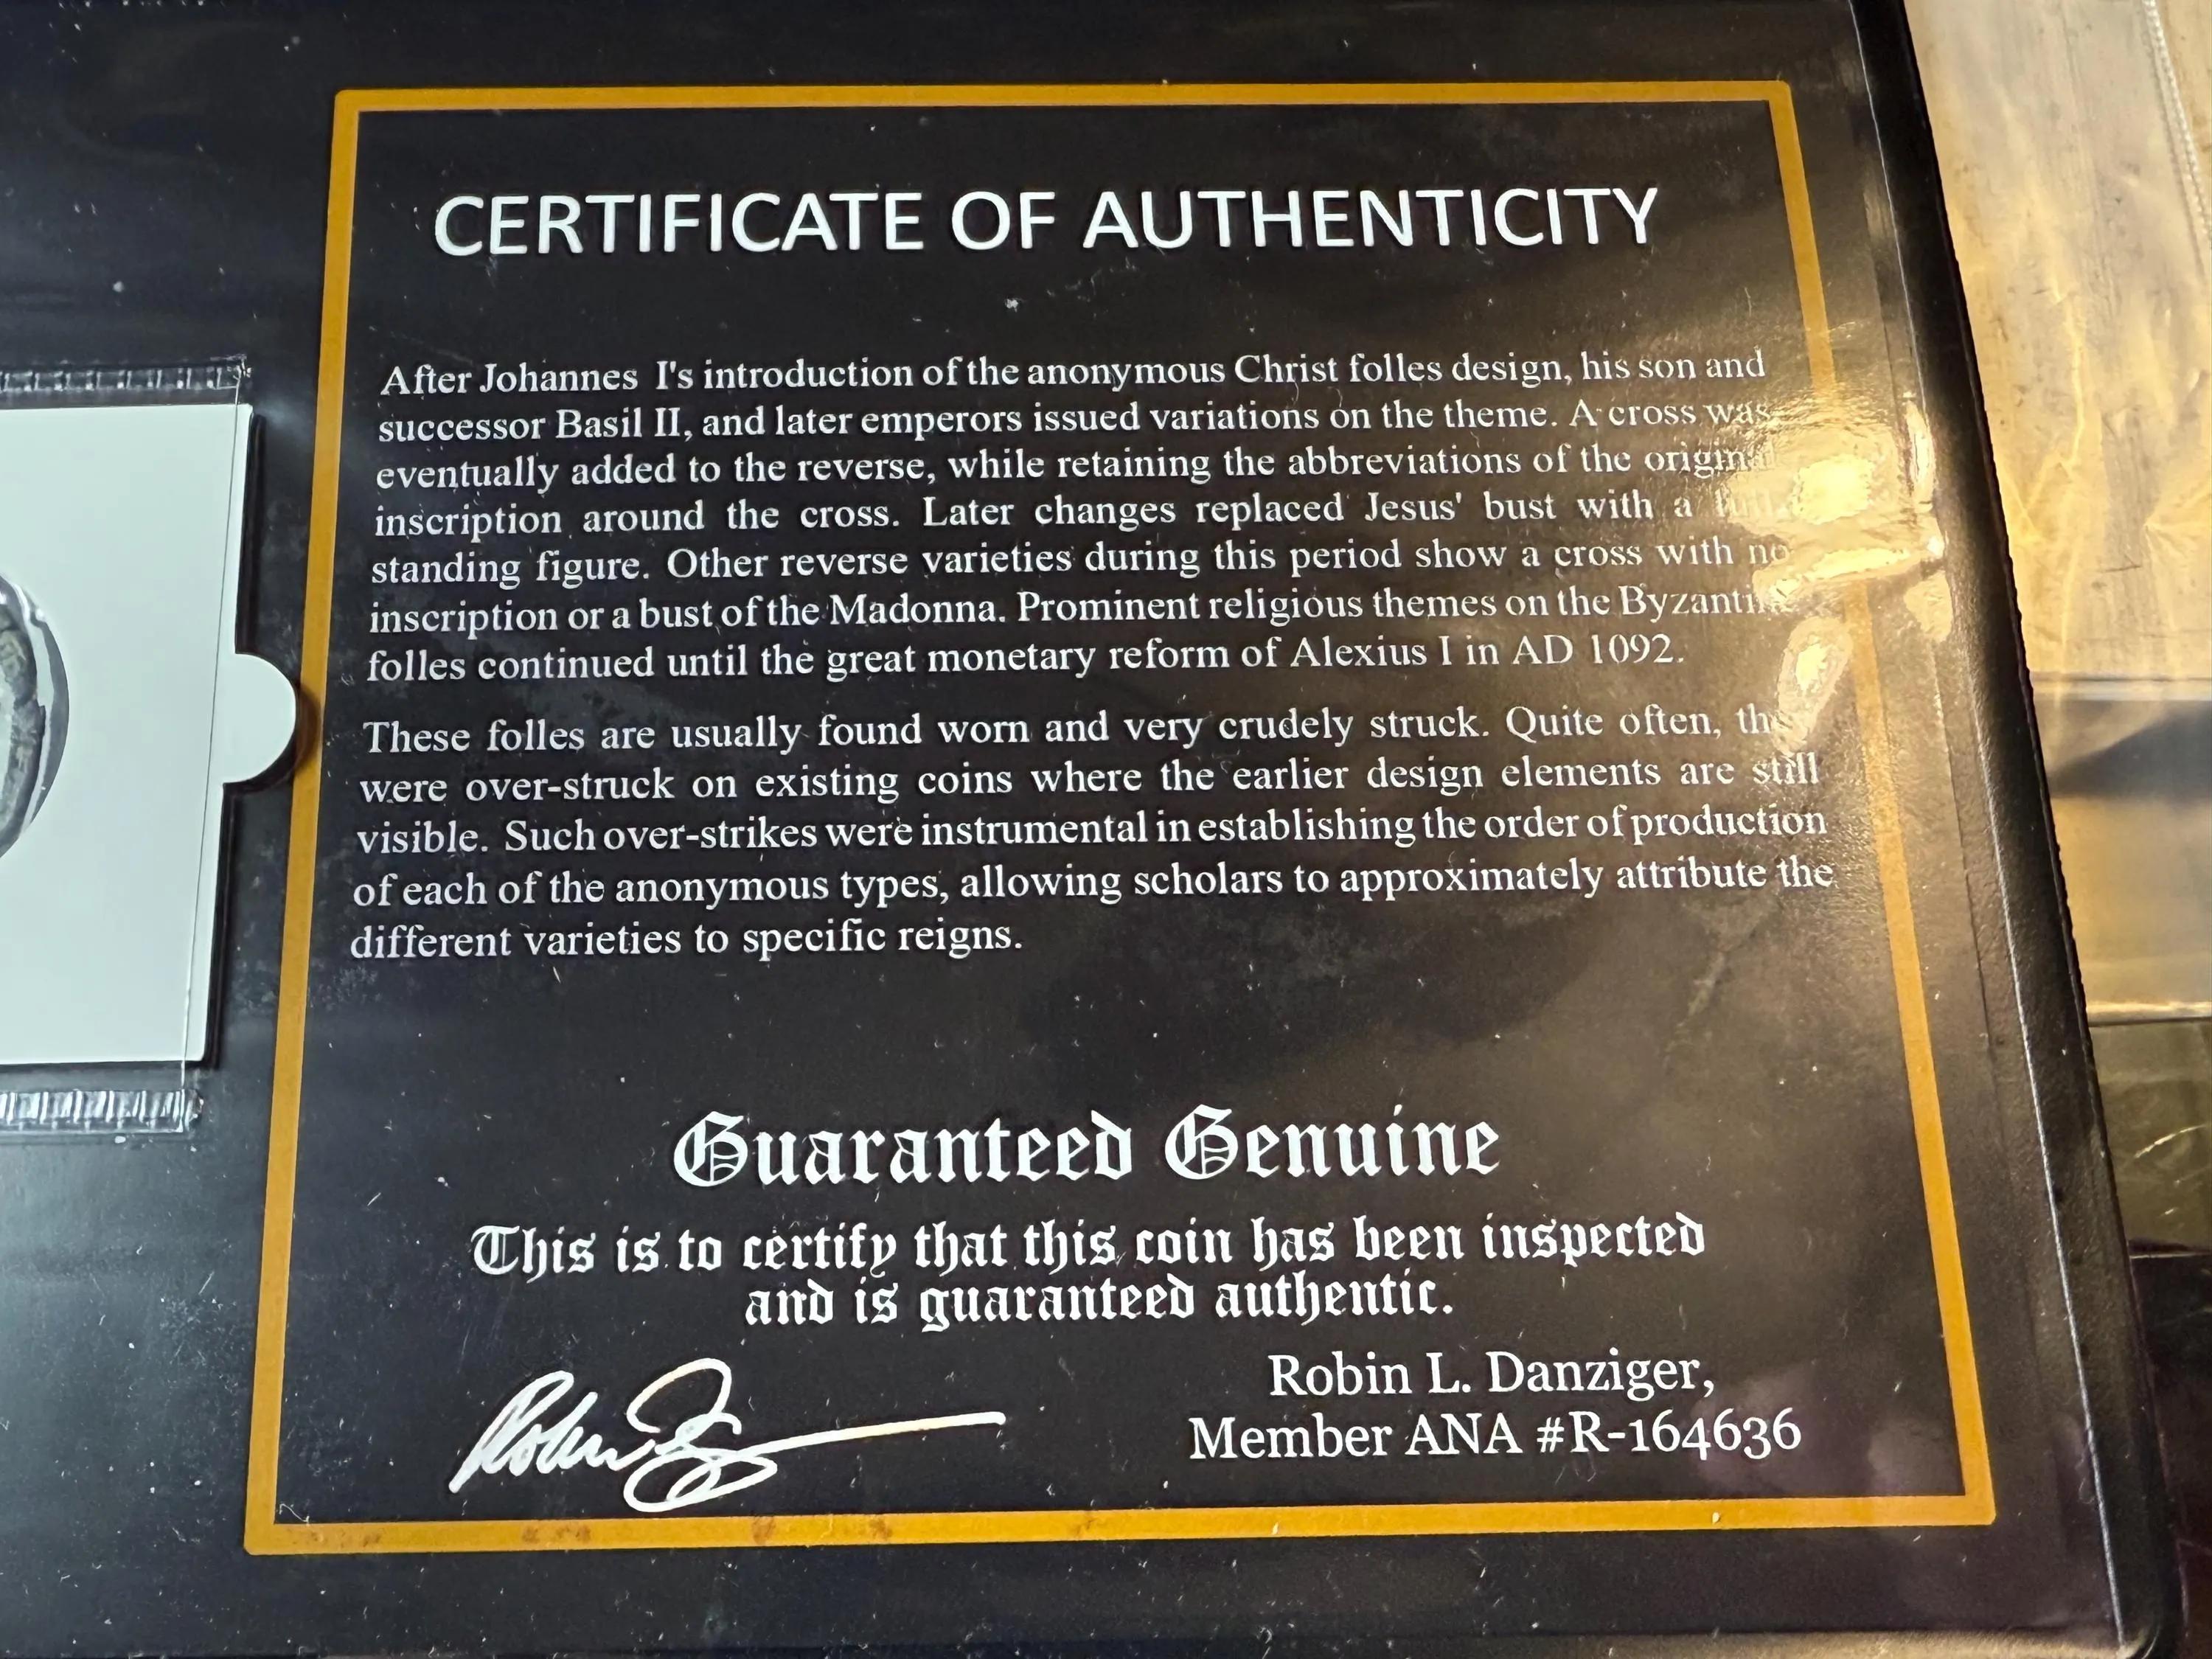 CERTIFICATE OF AUTHENTICITY
After Johannes I's introduction of the anonymous Christ folles design, his son and
successor Basil II, and later emperors issued variations on the theme. A cross was
eventually added to the reverse, while retaining the abbreviations of the
inscription around the cross. Later changes replaced Jesus' bust with a
standing figure. Other reverse varieties during this period show a cross with no
inscription or a bust of the Madonna. Prominent religious themes on the
folles continued until the great monetary reform of Alexius I in AD 1092.
These folles are usually found worn and very crudely struck. Quite often,
were over-struck on existing coins where the earlier design elements are still
visible. Such over-strikes were instrumental in establishing the order of production
of each of the anonymous types, allowing scholars to approximately attribute the
different varieties to specific reigns.
Guaranteed Genuine
This is to certify that this coin has been inspected
and is guaranteed authentic.
Robin L. Danziger,
Member ANA #R-164636